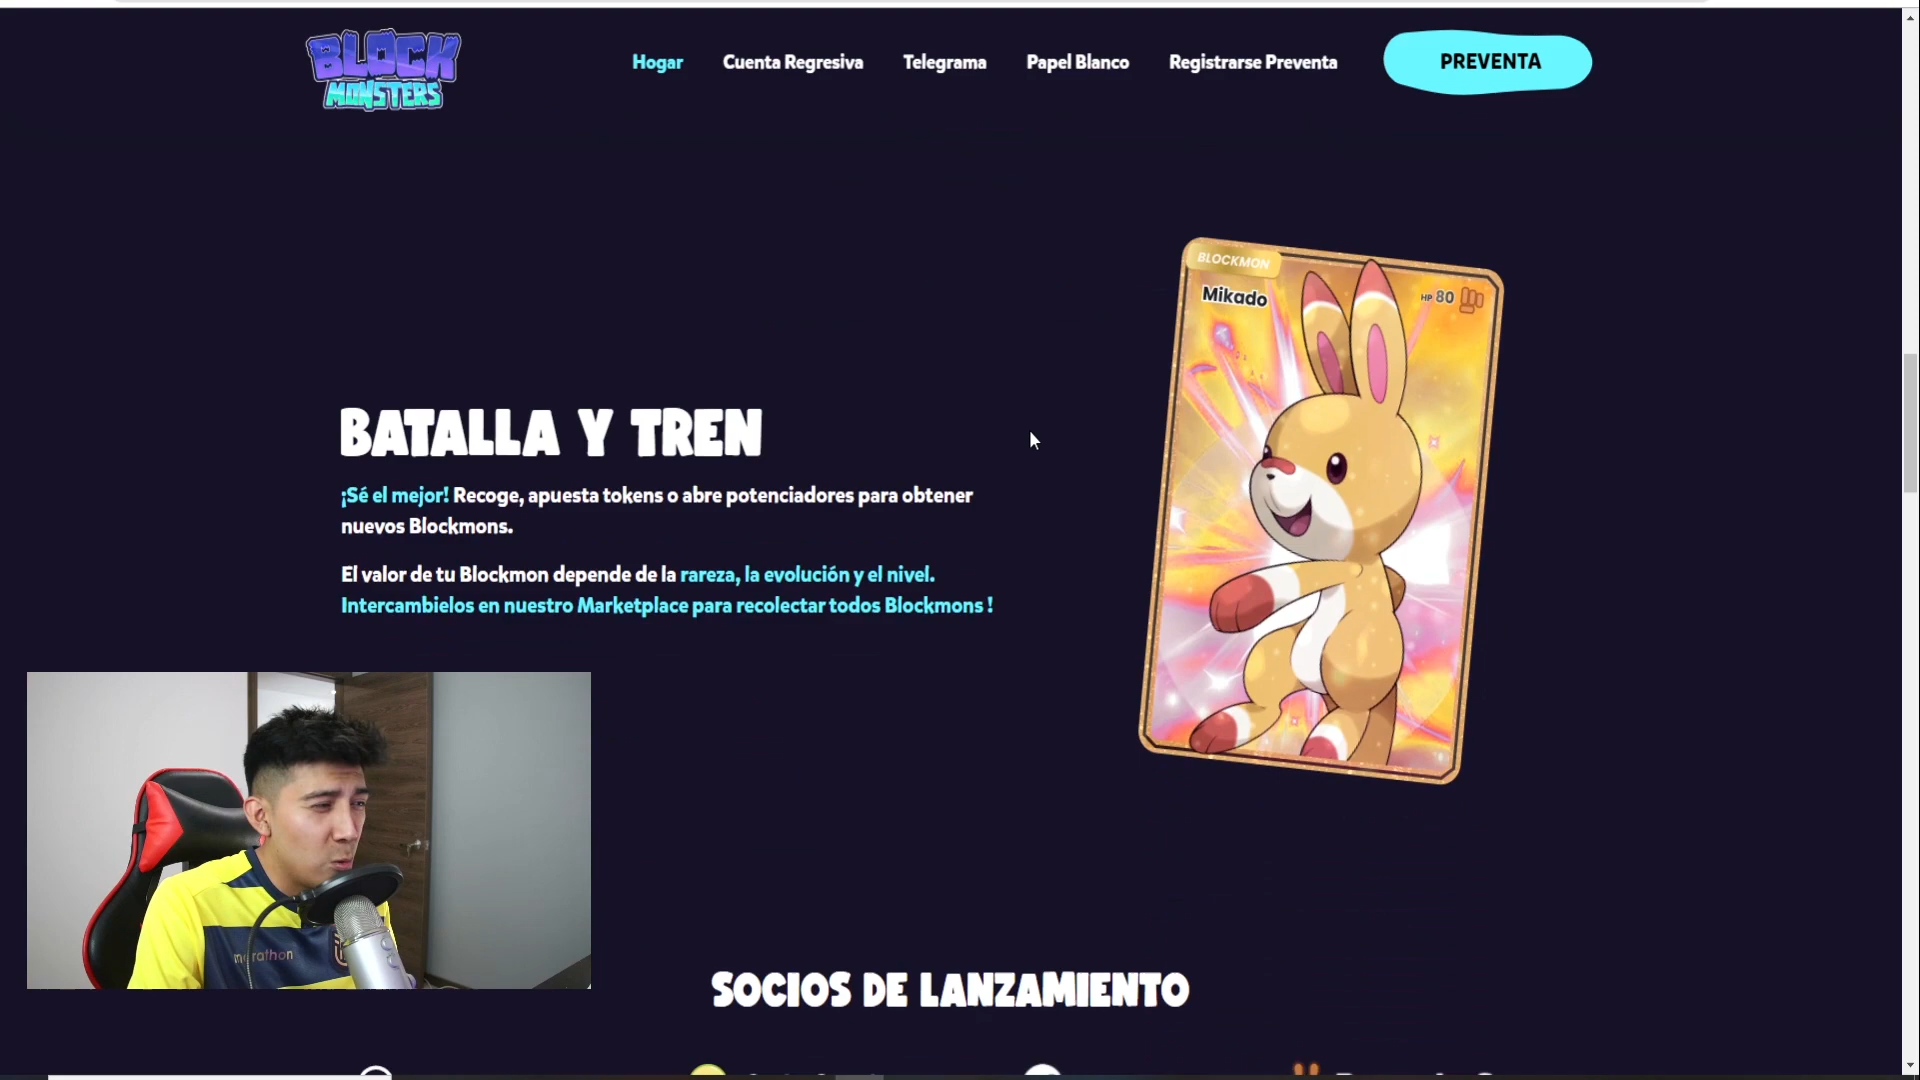 BLOCK
MONSTERS
Hogar
Cuenta Regresiva
Telegrama
Papel Blanco
Registrarse Preventa
PREVENTA
BLOCKMON
Mikado
HP 80
BATALLA Y TREN
¡Sé el mejor! Recoge, apuesta tokens o abre potenciadores para obtener
nuevos Blockmons.
El valor de tu Blockmon depende de la rareza, la evolución y el nivel.
Intercambielos en nuestro Marketplace para recolectar todos Blockmons !
marathon
SOCIOS DE LANZAMIENTO